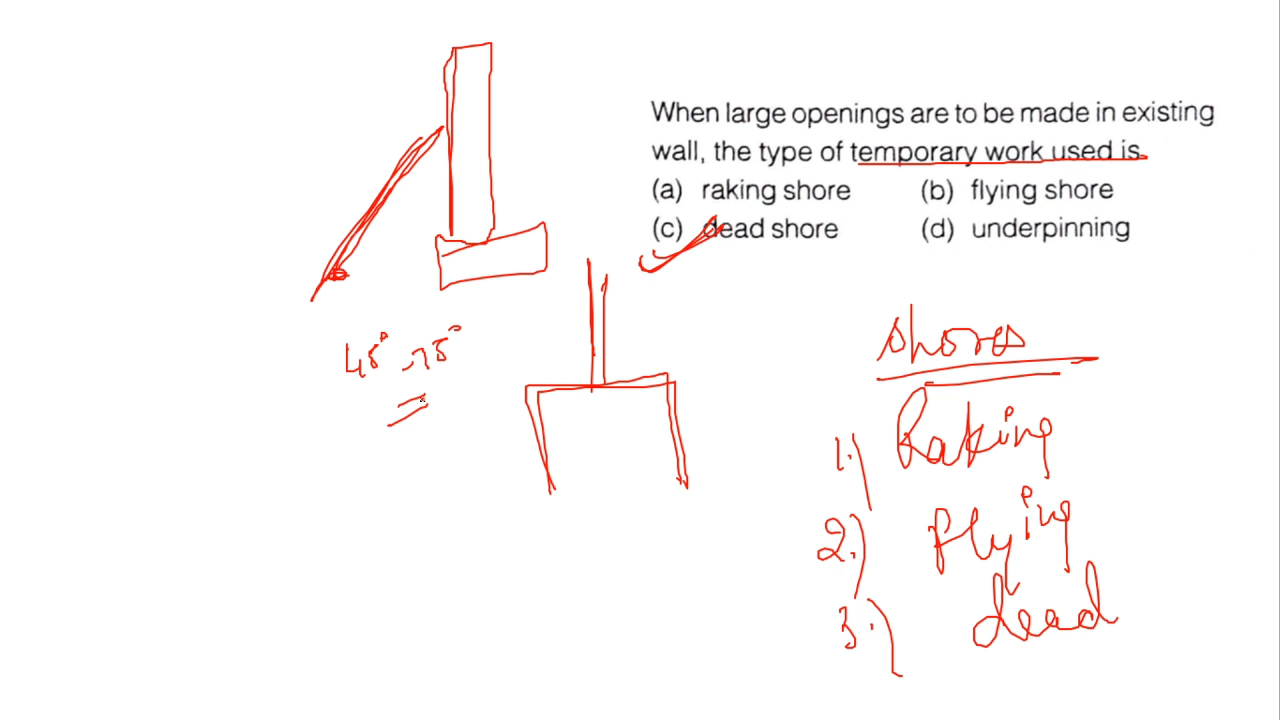 When large openings are to be made in existing
wall, the type of temporary work used is.
(a) raking shore (b) flying shore
(c) dead shore (d) underpinning
shores
1.) Raking
2.) flying
3.) dead
45° - 75°